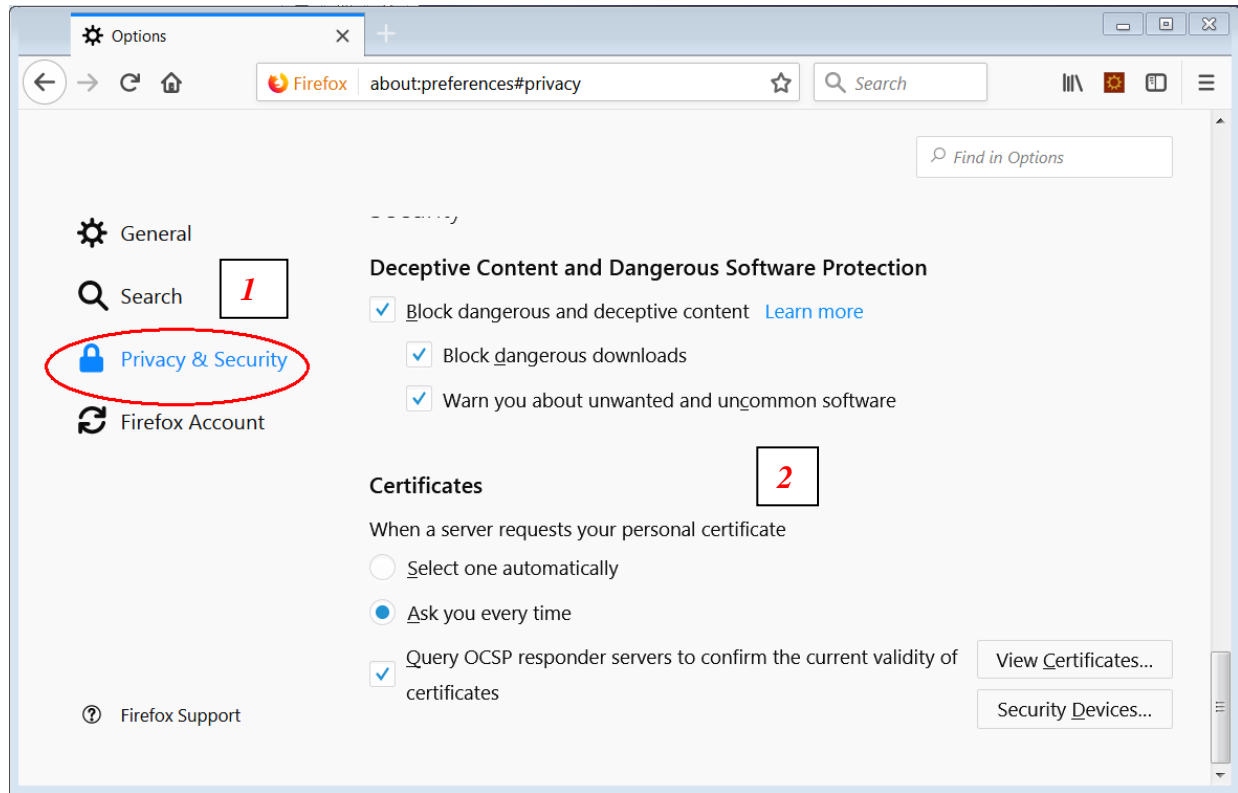 Options
Firefox about:preferences#privacy Search
Find in Options
General
Search
1
Privacy & Security
Firefox Account
Firefox Support
Security
Deceptive Content and Dangerous Software Protection
Block dangerous and deceptive content Learn more
Block dangerous downloads
Warn you about unwanted and uncommon software
2
Certificates
When a server requests your personal certificate
Select one automatically
Ask you every time
Query OCSP responder servers to confirm the current validity of
certificates
View Certificates...
Security Devices...